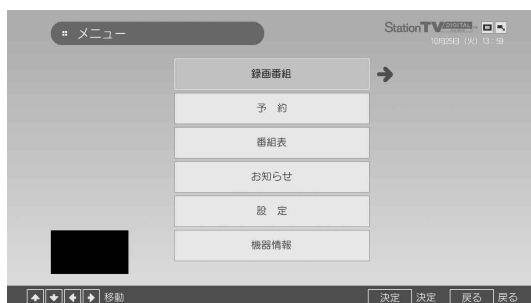 メニュー
StationTV DIGITAL
10月25日 (火) 13:59
録画番組
予 約
番組表
お知らせ
設 定
機器情報
移動 決定 決定 戻る 戻る